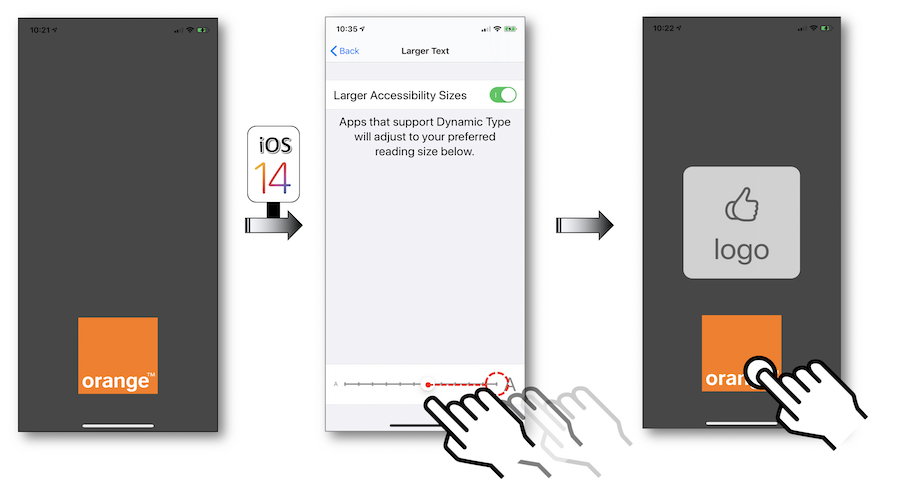 10:21
orange™
iOS
14
10:35
Back
Larger Text
Larger Accessibility Sizes
Apps that support Dynamic Type
will adjust to your preferred
reading size below.
A
A
10:22
logo
orange